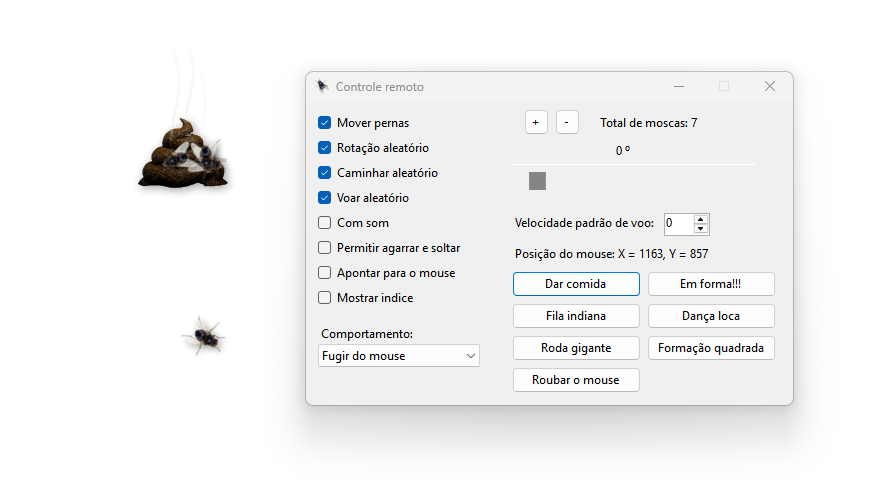 Controle remoto
Mover pernas
Rotação aleatório
Caminhar aleatório
Voar aleatório
Com som
Permitir agarrar e soltar
Apontar para o mouse
Mostrar indice
Comportamento:
Fugir do mouse
+ - Total de moscas: 7
0 º
Velocidade padrão de voo: 0
Posição do mouse: X = 1163, Y = 857
Dar comida Em forma!!!
Fila indiana Dança loca
Roda gigante Formação quadrada
Roubar o mouse